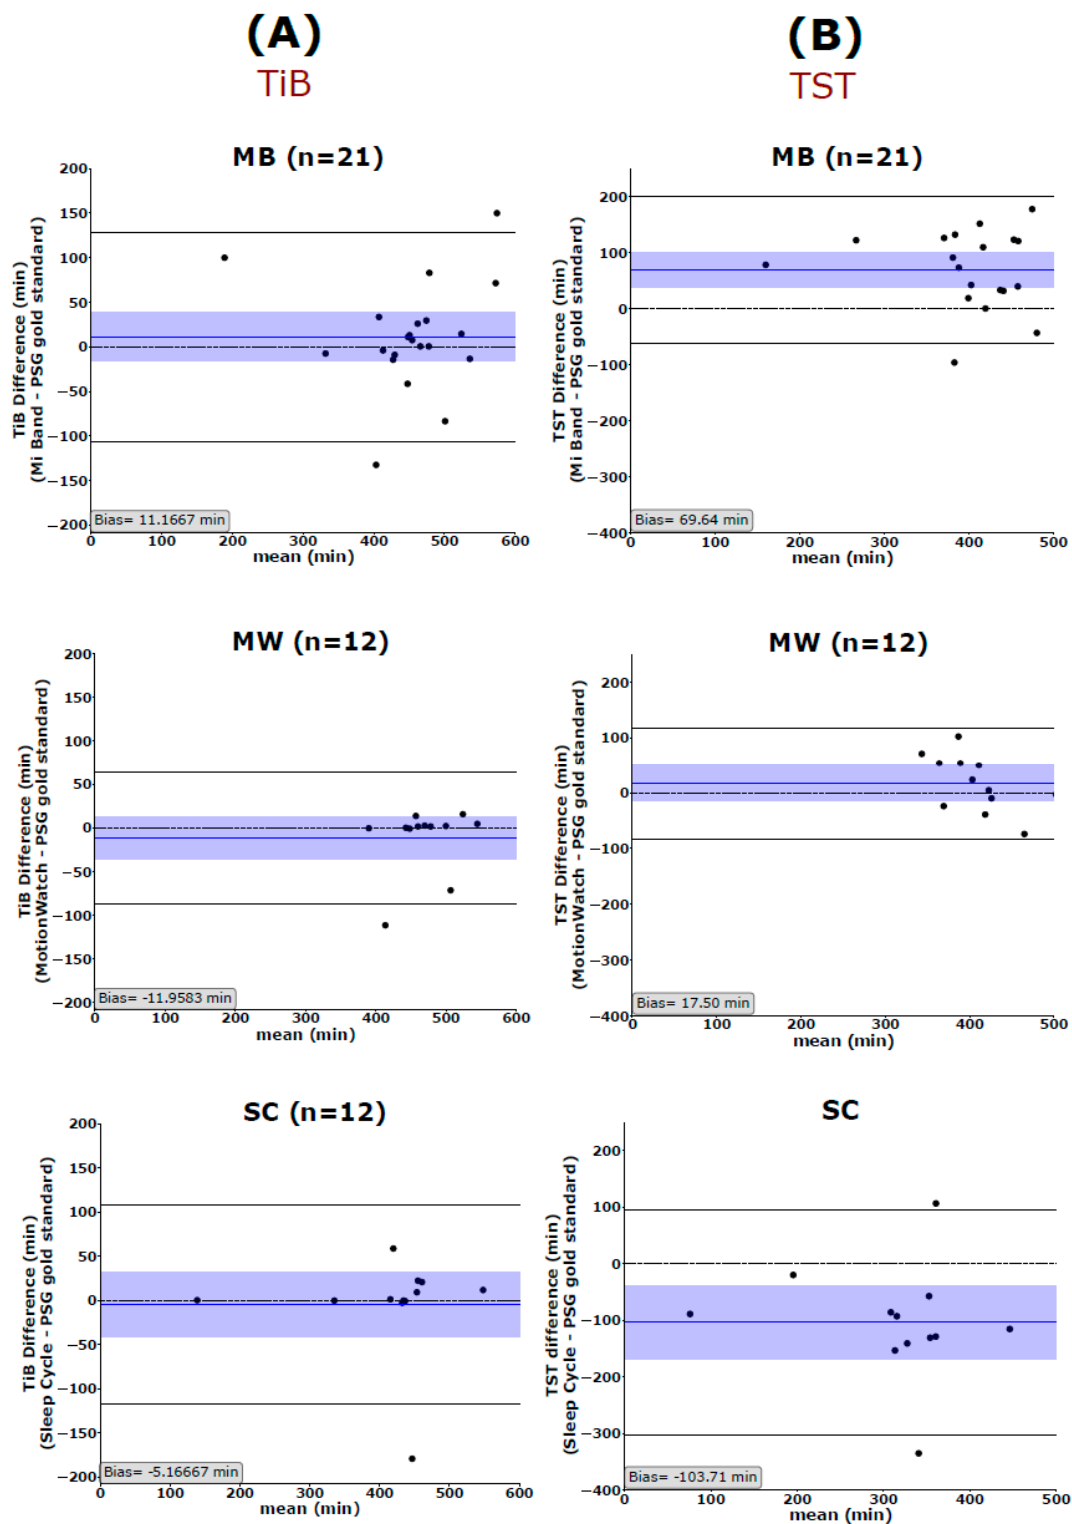 (A)
TiB
(B)
TST
MB (n=21)
200
150
100
50
0
−50
−100
−150
−200
TiB Difference (min)
(Mi Band - PSG gold standard)
Bias= 11.1667 min
0 100 200 300 400 500 600
mean (min)
MB (n=21)
200
100
0
−100
−200
−300
−400
TST Difference (min)
(Mi Band - PSG gold standard)
Bias= 69.64 min
0 100 200 300 400 500
mean (min)
MW (n=12)
200
150
100
50
0
−50
−100
−150
−200
TiB Difference (min)
(MotionWatch - PSG gold standard)
Bias= -11.9583 min
0 100 200 300 400 500 600
mean (min)
MW (n=12)
200
100
0
−100
−200
−300
−400
TST Difference (min)
(MotionWatch - PSG gold standard)
Bias= 17.50 min
0 100 200 300 400 500
mean (min)
SC (n=12)
200
150
100
50
0
−50
−100
−150
−200
TiB Difference (min)
(Sleep Cycle - PSG gold standard)
Bias= -5.16667 min
0 100 200 300 400 500 600
mean (min)
SC
200
100
0
−100
−200
−300
−400
TST difference (min)
(Sleep Cycle - PSG gold standard)
Bias= -103.71 min
0 100 200 300 400 500
mean (min)